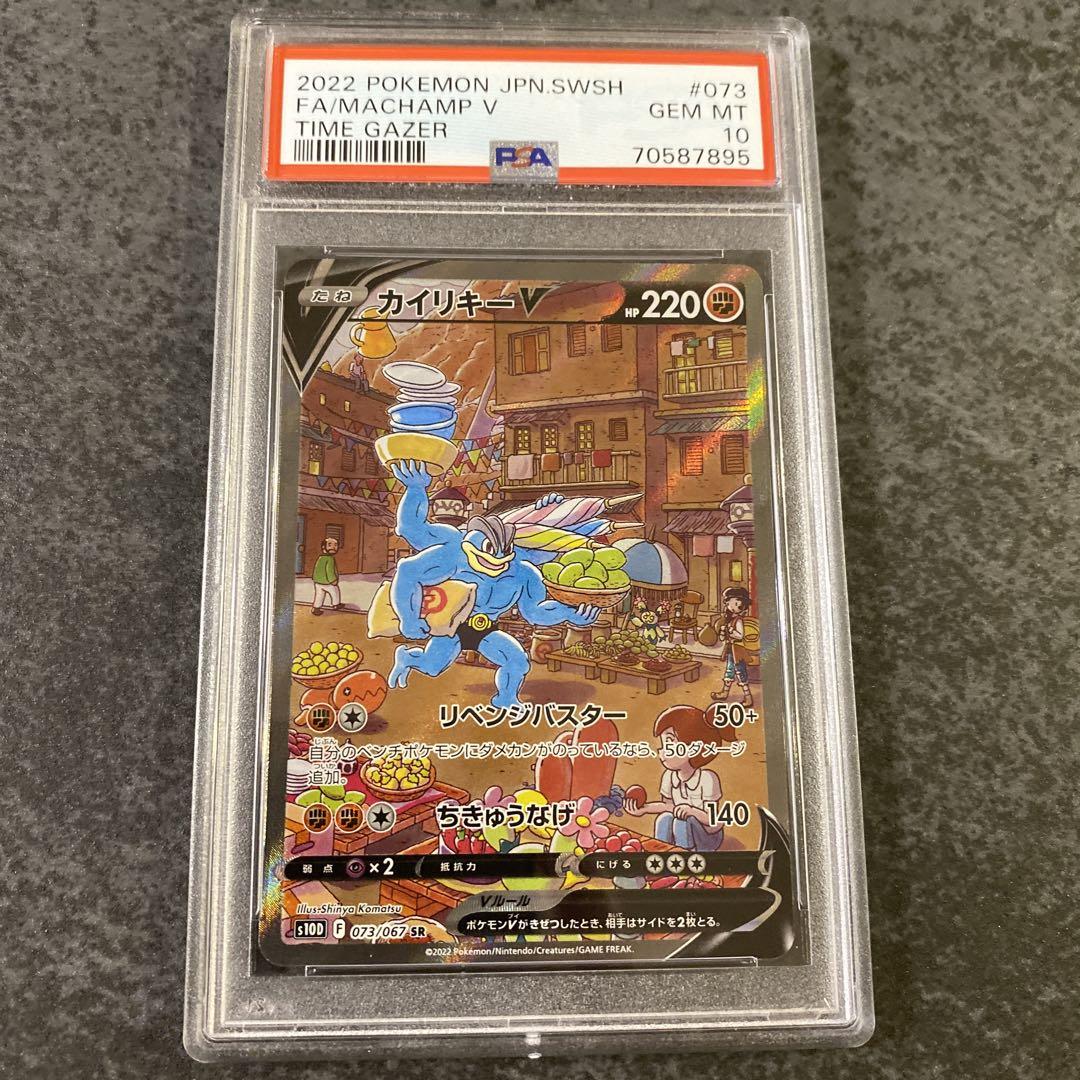 2022 POKEMON JPN.SWSH #073
FA/MACHAMP V GEM MT
TIME GAZER 10
PSA 70587895
たね カイリキーV HP 220
リベンジバスター 50+
自分のベンチポケモンにダメカンがのっているなら、50ダメージ
追加。
ちきゅうなげ 140
弱点 ×2 抵抗力 にげる
Vルール
ポケモンVがきぜつしたとき、相手はサイドを2枚とる。
Illus.Shinya Komatsu
s10D F 073/067 SR
©2022 Pokémon/Nintendo/Creatures/GAME FREAK.